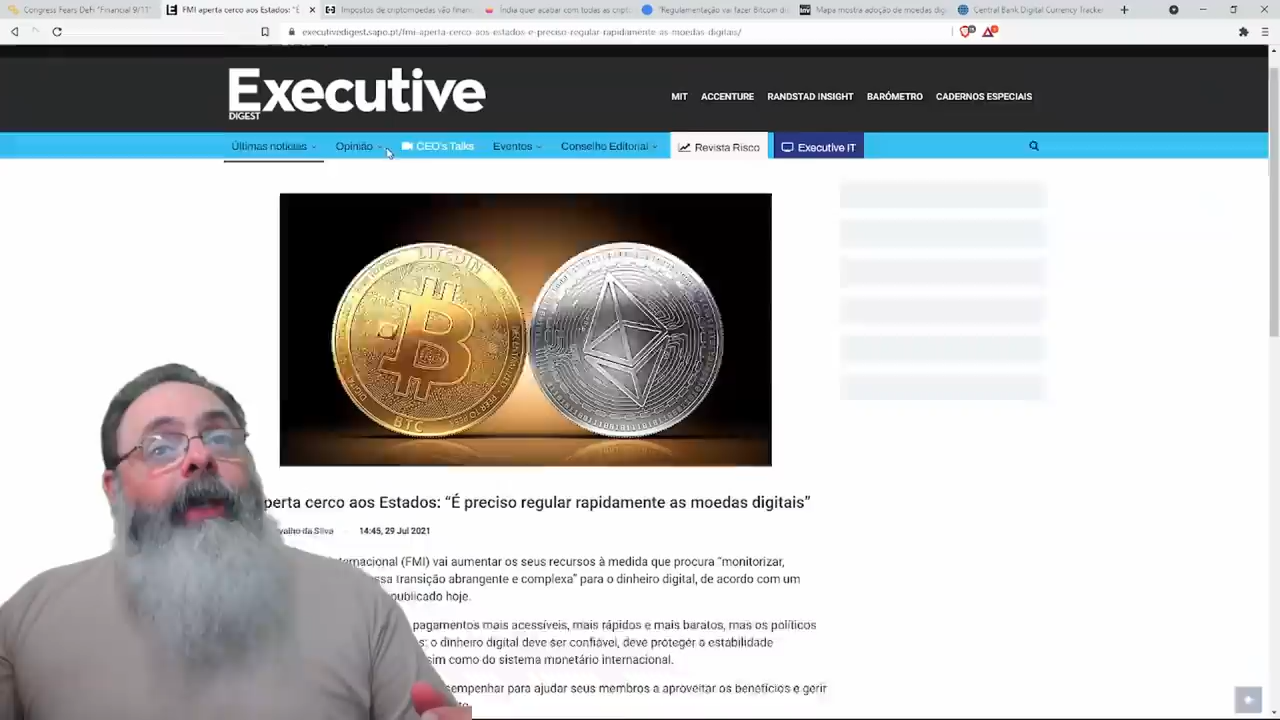 Congress Fears DeFi "Financial 9/11"
FMI aperta cerco aos Estados: "É
Impostos de criptomoedas vão finan
Índia quer acabar com todas as cript
"Regulamentação vai fazer Bitcoin di
Mapa mostra adoção de moedas dig
Central Bank Digital Currency Tracker
executivedigest.sapo.pt/fmi-aperta-cerco-aos-estados-e-preciso-regular-rapidamente-as-moedas-digitais/
Executive
DIGEST
MIT ACCENTURE RANDSTAD INSIGHT BARÓMETRO CADERNOS ESPECIAIS
Últimas notícias Opinião CEO's Talks Eventos Conselho Editorial Revista Risco Executive IT
BITCOIN
BTC
perta cerco aos Estados: "É preciso regular rapidamente as moedas digitais"
valho da Silva 14:45, 29 Jul 2021
ternacional (FMI) vai aumentar os seus recursos à medida que procura "monitorizar,
ssa transição abrangente e complexa" para o dinheiro digital, de acordo com um
publicado hoje.
pagamentos mais acessíveis, mais rápidos e mais baratos, mas os políticos
s: o dinheiro digital deve ser confiável, deve proteger a estabilidade
sim como do sistema monetário internacional.
sempenhar para ajudar seus membros a aproveitar os benefícios e gerir